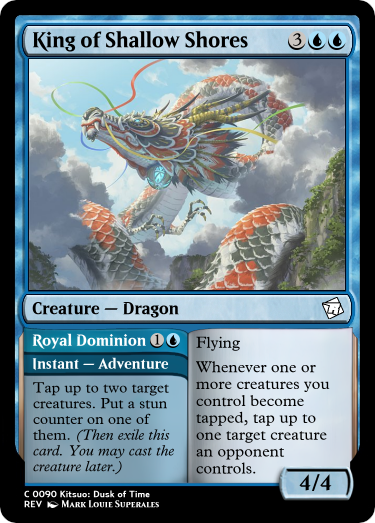 King of Shallow Shores 3
Creature — Dragon
Royal Dominion 1
Instant — Adventure
Tap up to two target
creatures. Put a stun
counter on one of
them. (Then exile this
card. You may cast the
creature later.)
Flying
Whenever one or
more creatures you
control become
tapped, tap up to
one target creature
an opponent
controls.
4/4
C 0090 Kitsuo: Dusk of Time
REV Mark Louie Superales